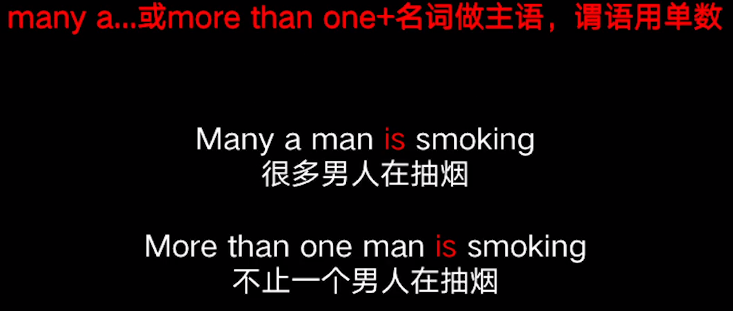 many a...或more than one+名词做主语，谓语用单数
Many a man is smoking
很多男人在抽烟
More than one man is smoking
不止一个男人在抽烟